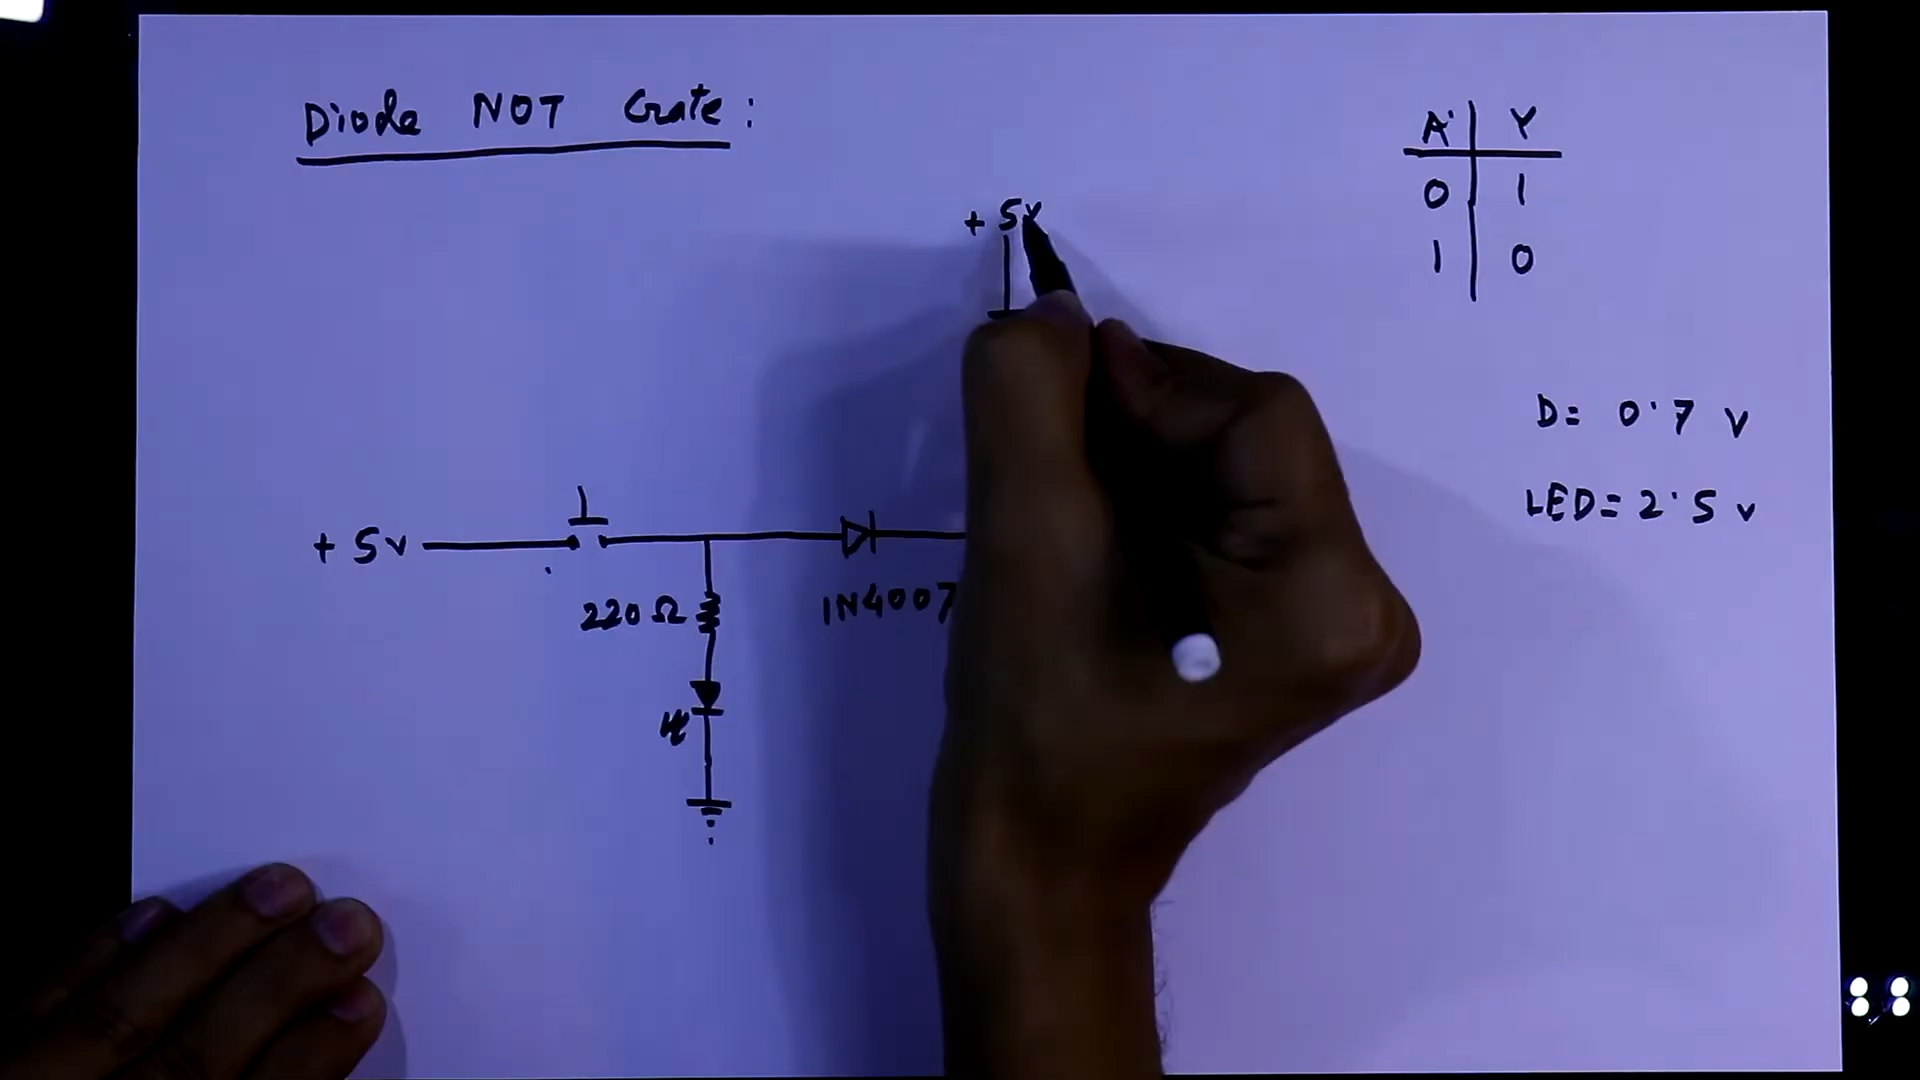 Diode NOT Gate:
A Y
0 1
1 0
+ 5v
D= 0.7 V
LED= 2.5 v
+ 5v
220 Ω
1N4007